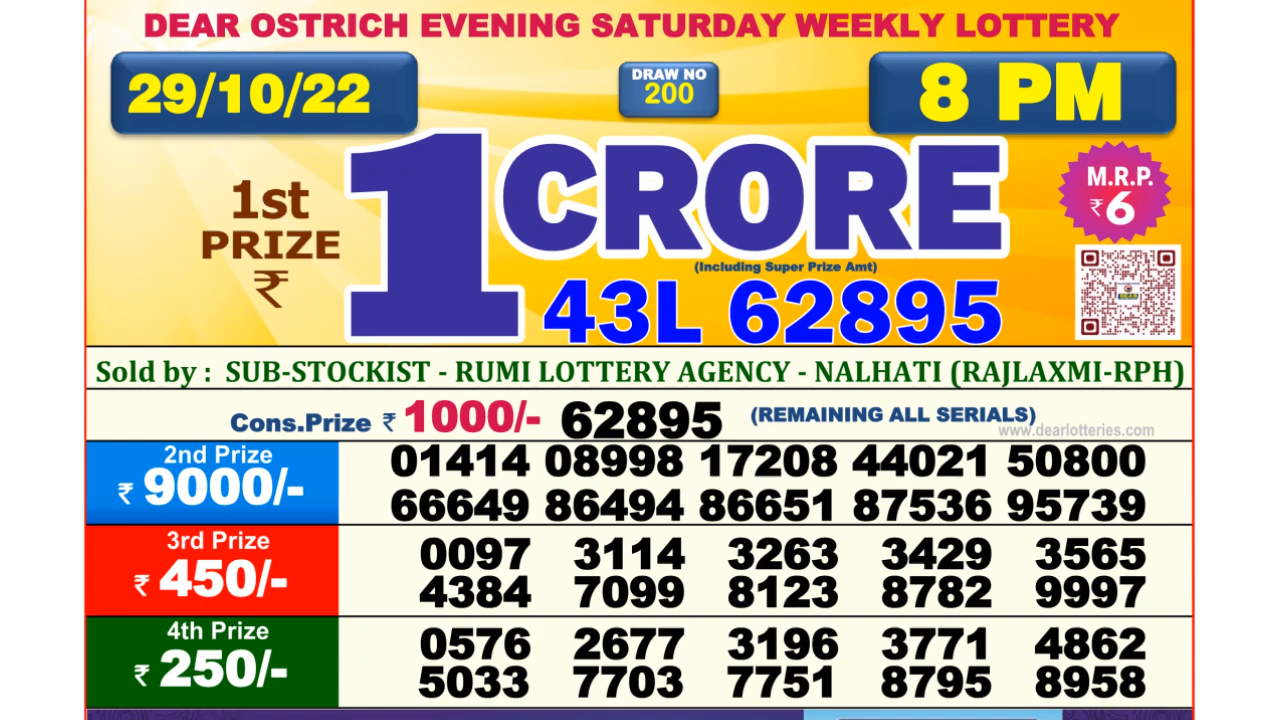 DEAR OSTRICH EVENING SATURDAY WEEKLY LOTTERY
29/10/22
DRAW NO
200
8 PM
1st
PRIZE
₹
1 CRORE
(Including Super Prize Amt)
43L 62895
M.R.P.
₹6
Sold by : SUB-STOCKIST - RUMI LOTTERY AGENCY - NALHATI (RAJLAXMI-RPH)
Cons.Prize ₹ 1000/- 62895 (REMAINING ALL SERIALS)
www.dearlotteries.com
2nd Prize
₹ 9000/-
01414 08998 17208 44021 50800
66649 86494 86651 87536 95739
3rd Prize
₹ 450/-
0097 3114 3263 3429 3565
4384 7099 8123 8782 9997
4th Prize
₹ 250/-
0576 2677 3196 3771 4862
5033 7703 7751 8795 8958